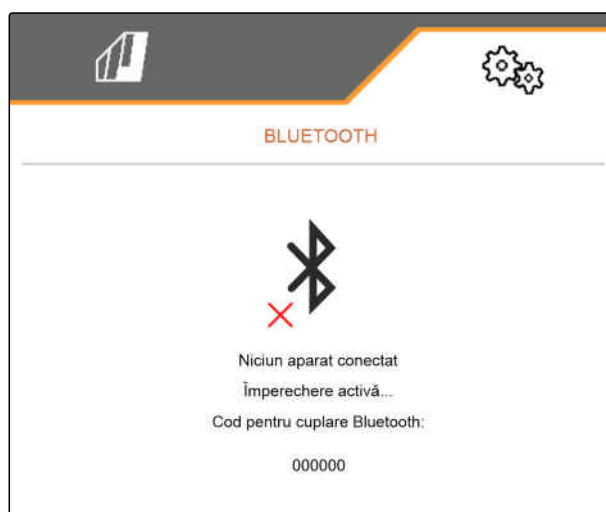 BLUETOOTH
Niciun aparat conectat
Împerechere activă...
Cod pentru cuplare Bluetooth:
000000